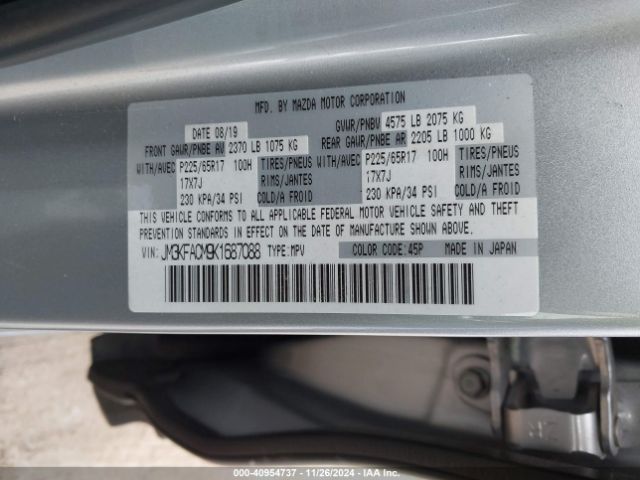 MFD. BY MAZDA MOTOR CORPORATION
DATE 08/19 GVWR/PNBV 4575 LB 2075 KG
FRONT GAWR/PNBE AV 2370 LB 1075 KG REAR GAWR/PNBE AR 2205 LB 1000 KG
WITH/AVEC P225/65R17 100H TIRES/PNEUS WITH/AVEC P225/65R17 100H TIRES/PNEUS
17X7J RIMS/JANTES 17X7J RIMS/JANTES
230 KPA/34 PSI COLD/A FROID 230 KPA/34 PSI COLD/A FROID
THIS VEHICLE CONFORMS TO ALL APPLICABLE FEDERAL MOTOR VEHICLE SAFETY AND THEFT
PREVENTION STANDARDS IN EFFECT ON THE DATE OF MANUFACTURE SHOWN ABOVE.
VIN: JM3KFACM9K1687088 TYPE: MPV COLOR CODE: 45P MADE IN JAPAN
000-40954737 - 11/26/2024 - IAA Inc.